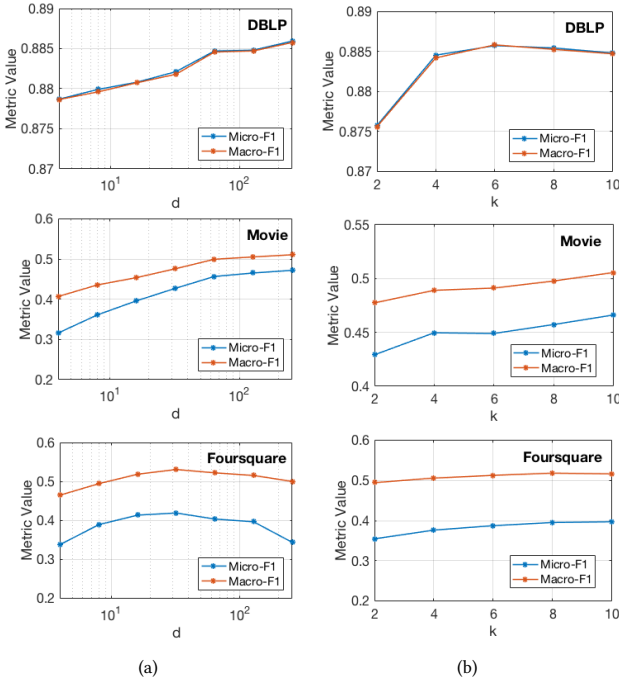 DBLP
0.89
0.885
0.88
0.875
0.87
Metric Value
Micro-F1
Macro-F1
10^1
10^2
d
DBLP
0.89
0.885
0.88
0.875
0.87
Metric Value
Micro-F1
Macro-F1
2 4 6 8 10
k
Movie
0.6
0.5
0.4
0.3
0.2
Metric Value
Micro-F1
Macro-F1
10^1
10^2
d
Movie
0.55
0.5
0.45
0.4
Metric Value
Micro-F1
Macro-F1
2 4 6 8 10
k
Foursquare
0.6
0.5
0.4
0.3
0.2
Metric Value
Micro-F1
Macro-F1
10^1
10^2
d
Foursquare
0.6
0.5
0.4
0.3
0.2
Metric Value
Micro-F1
Macro-F1
2 4 6 8 10
k
(a)
(b)